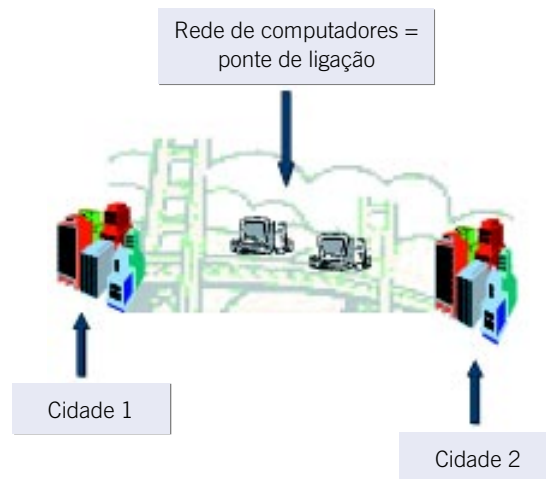 Rede de computadores =
ponte de ligação
Cidade 1
Cidade 2